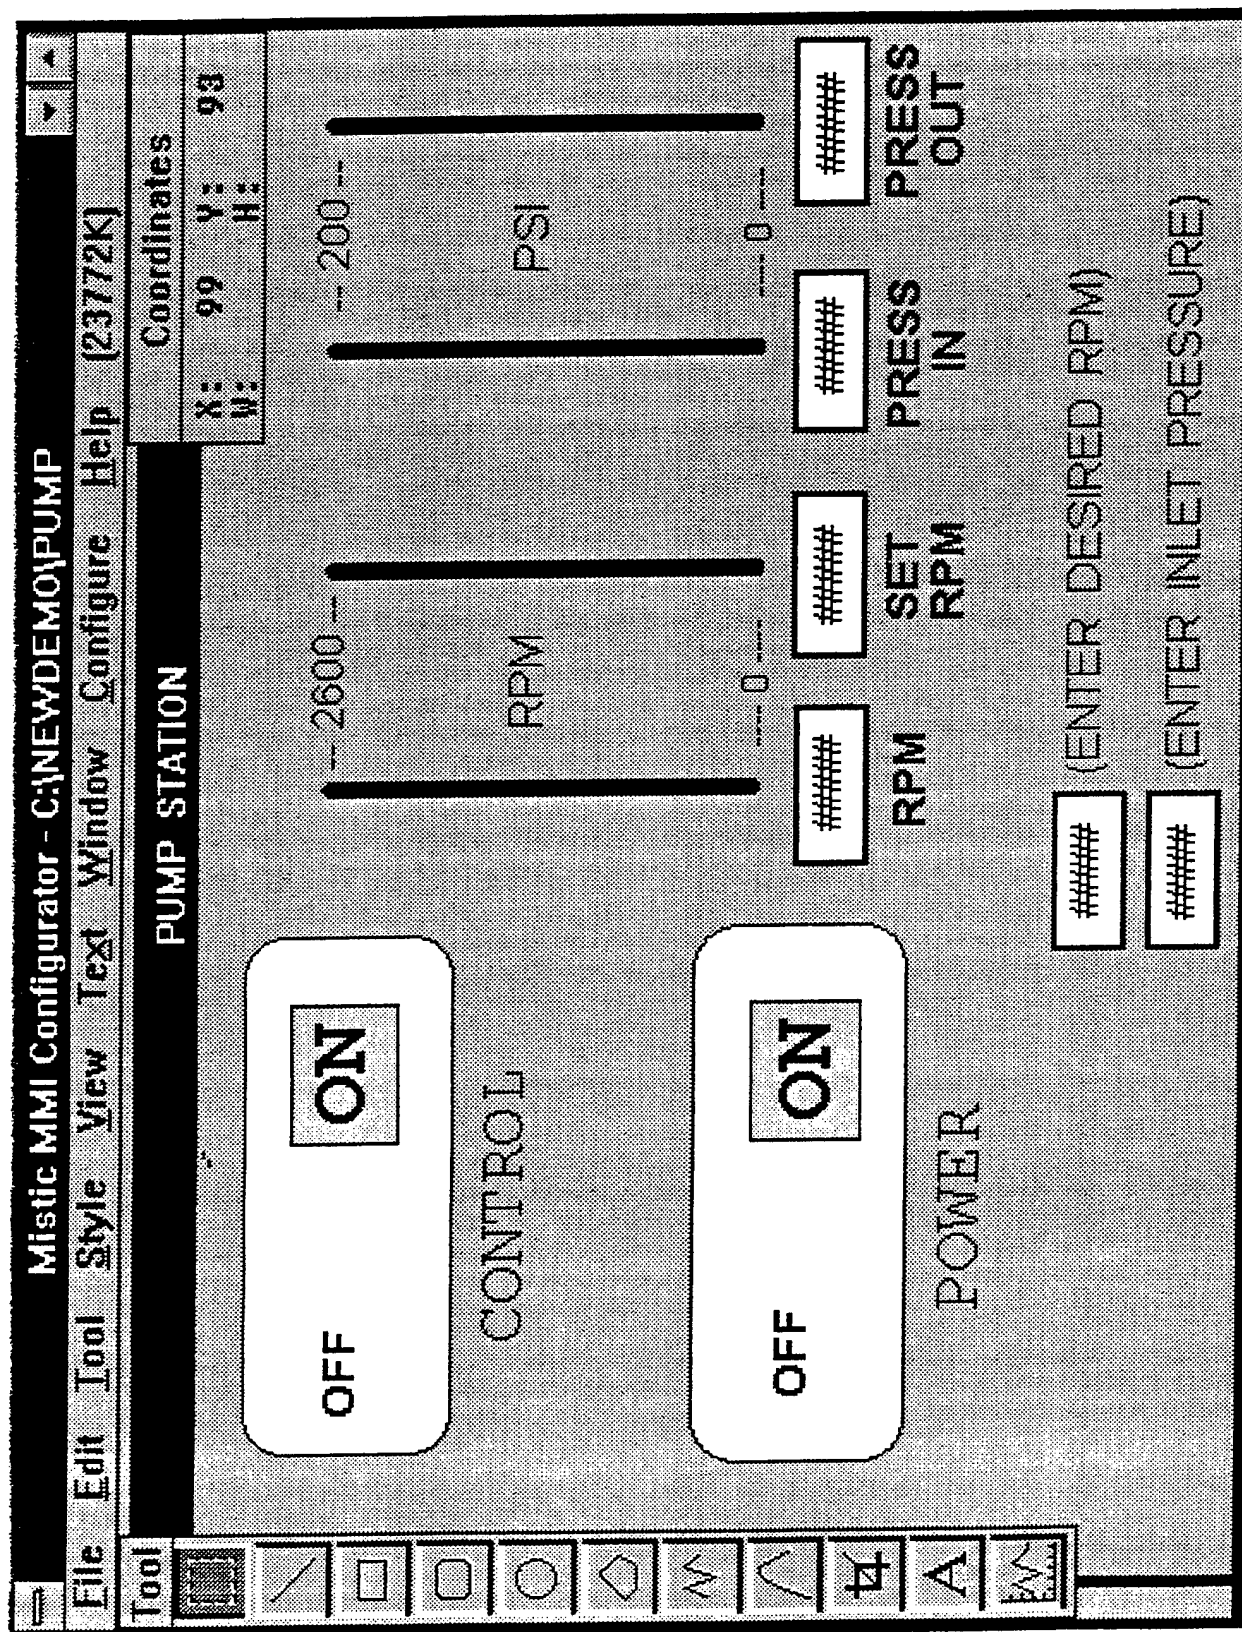 Mistic MMI Configurator - C:\NEWDEMO\PUMP
File Edit Tool Style View Text Window Configure Help (23772K)
Tool
PUMP STATION
Coordinates
X: 99 Y: 93
W: H:
OFF ON
CONTROL
OFF ON
POWER
-- 2600 --
RPM
---- 0 ----
-- 200 --
PSI
---- 0 ----
##### ##### ##### #####
RPM
SET
RPM
PRESS
IN
PRESS
OUT
##### (ENTER DESIRED RPM)
##### (ENTER INLET PRESSURE)
A